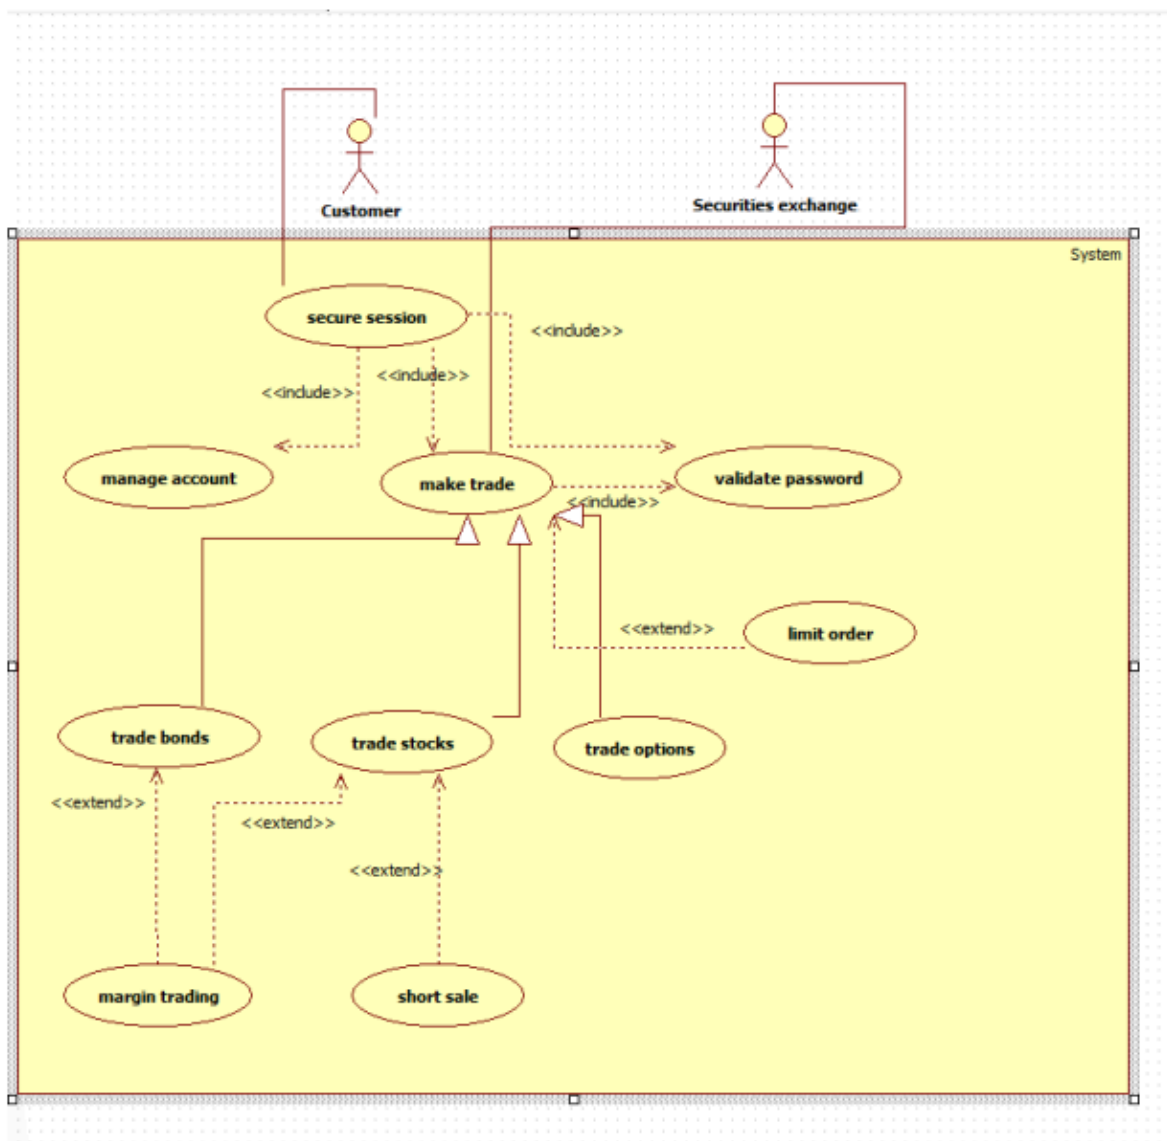 Customer
Securities exchange
System
secure session
<<include>>
<<include>>
<<include>>
manage account
make trade
validate password
<<include>>
<<extend>>
limit order
trade bonds
trade stocks
trade options
<<extend>>
<<extend>>
<<extend>>
margin trading
short sale